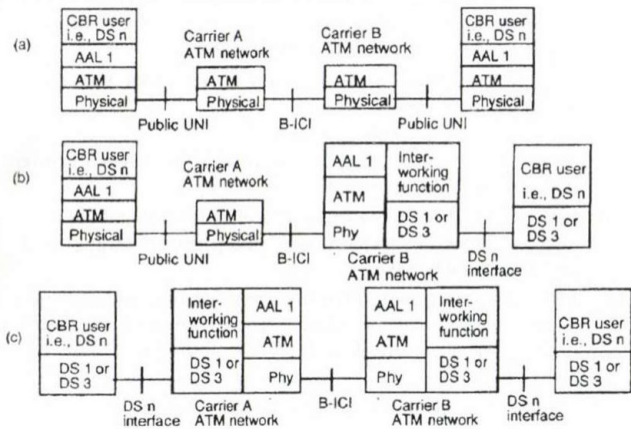 (a)
CBR user
i.e., DS n
AAL 1
ATM
Physical
Public UNI
Carrier A
ATM network
ATM
Physical
B-ICI
Carrier B
ATM network
ATM
Physical
Public UNI
CBR user
i.e., DS n
AAL 1
ATM
Physical
(b)
CBR user
i.e., DS n
AAL 1
ATM
Physical
Public UNI
Carrier A
ATM network
ATM
Physical
B-ICI
AAL 1
ATM
Phy
Inter-
working
function
DS 1 or
DS 3
Carrier B
ATM network
DS n
interface
CBR user
i.e., DS n
DS 1 or
DS 3
(c)
CBR user
i.e., DS n
DS 1 or
DS 3
DS n
interface
Inter-
working
function
DS 1 or
DS 3
AAL 1
ATM
Phy
Carrier A
ATM network
B-ICI
AAL 1
ATM
Phy
Inter-
working
function
DS 1 or
DS 3
Carrier B
ATM network
DS n
interface
CBR user
i.e., DS n
DS 1 or
DS 3